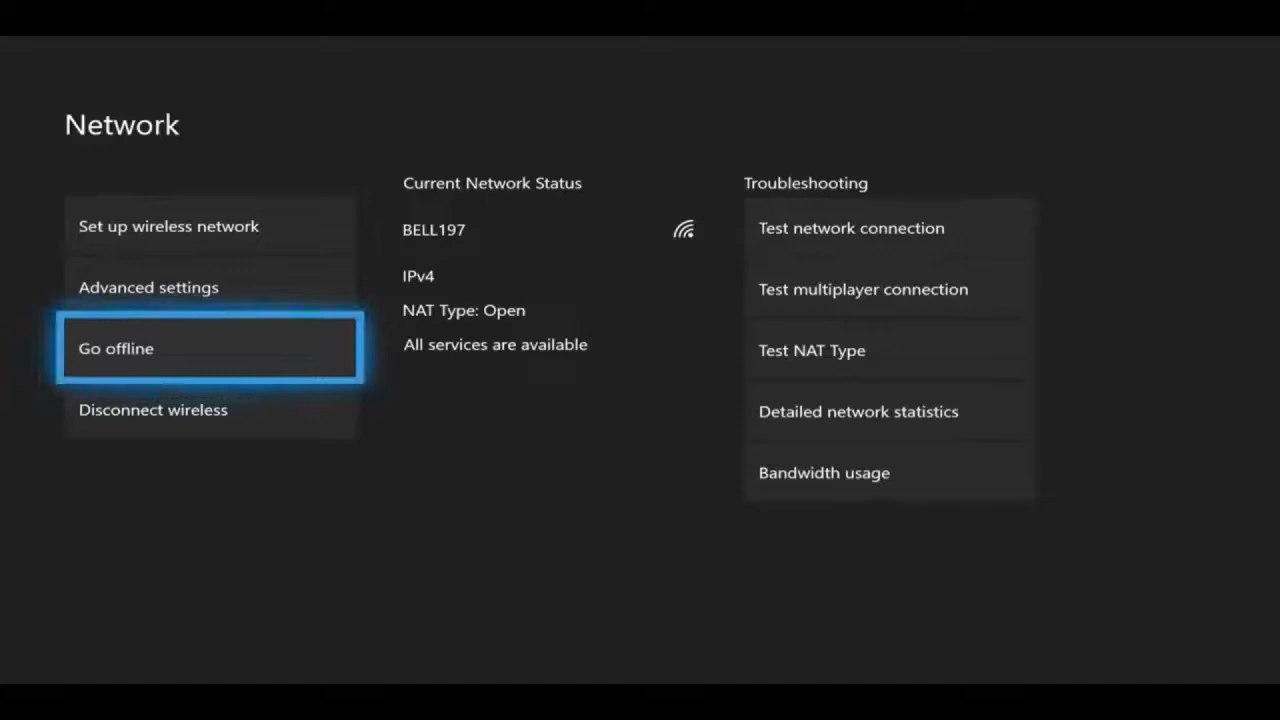 Network
Set up wireless network
Advanced settings
Go offline
Disconnect wireless
Current Network Status
BELL197
IPv4
NAT Type: Open
All services are available
Troubleshooting
Test network connection
Test multiplayer connection
Test NAT Type
Detailed network statistics
Bandwidth usage